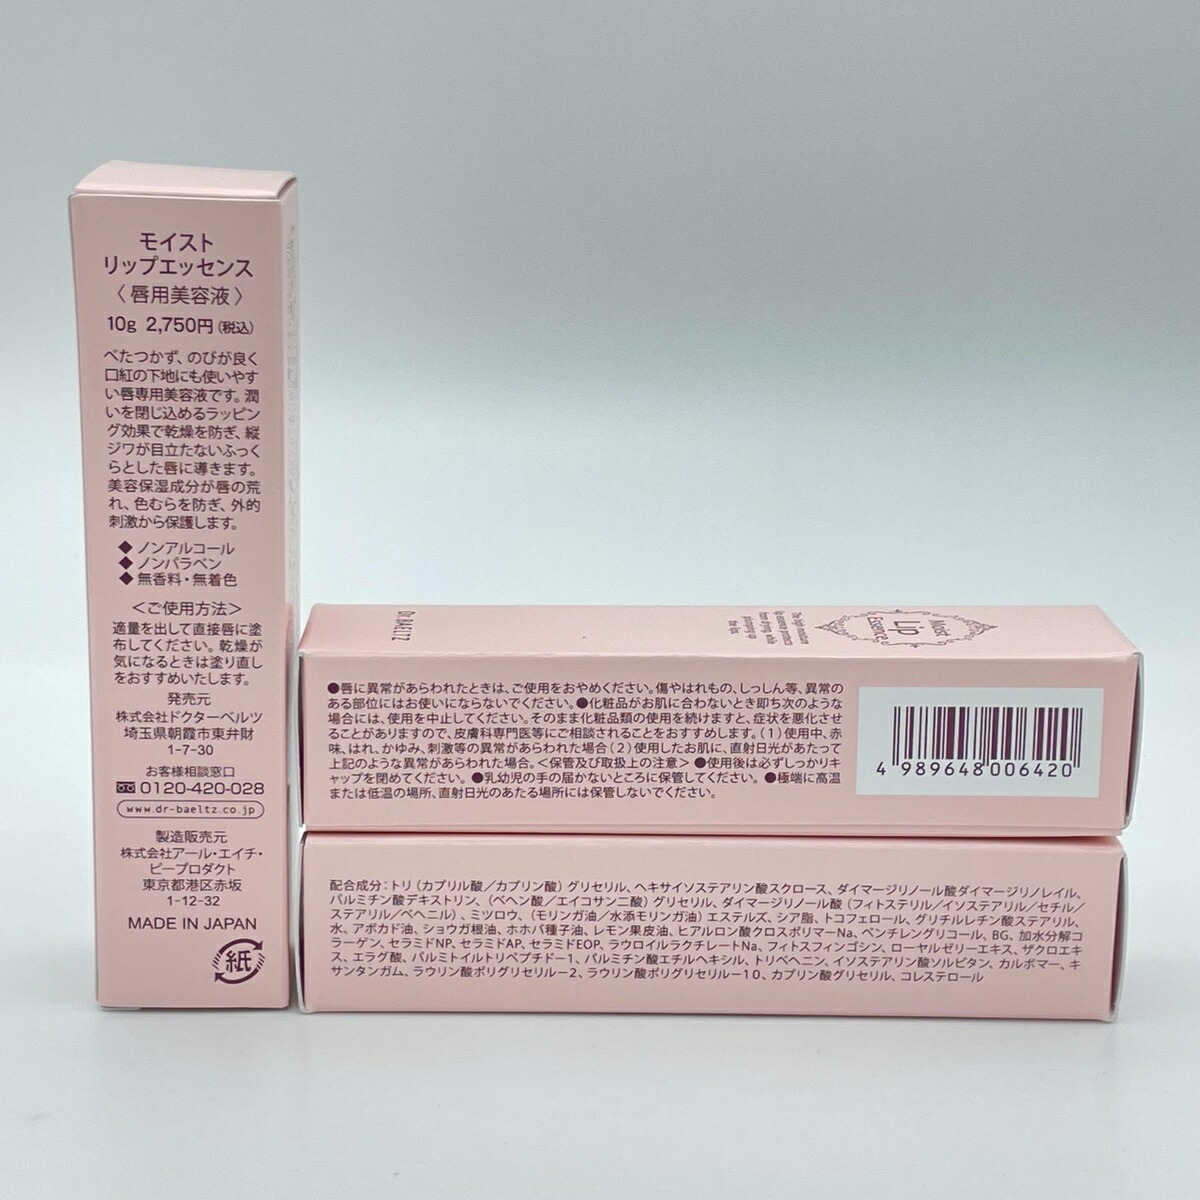 モイスト
リップエッセンス
〈唇用美容液〉
10g 2,750円(税込)
べたつかず、のびが良く
口紅の下地にも使いやす
い唇専用美容液です。潤
いを閉じ込めるラッピン
グ効果で乾燥を防ぎ、縦
ジワが目立たないふっく
らとした唇に導きます。
美容保湿成分が唇の荒
れ、色むらを防ぎ、外的
刺激から保護します。
◆ ノンアルコール
◆ ノンパラベン
◆ 無香料・無着色
＜ご使用方法＞
適量を出して直接唇に塗
布してください。乾燥が
気になるときは塗り直し
をおすすめいたします。
発売元
株式会社ドクターベルツ
埼玉県朝霞市東弁財
1-7-30
お客様相談窓口
0120-420-028
www.dr-baeltz.co.jp
製造販売元
株式会社アール・エイチ・
ビープロダクト
東京都港区赤坂
1-12-32
MADE IN JAPAN
紙
Dr.BAELTZ
The high-moisture
lip essence protects
from drying while
plumping up
the lips.
Moist
Lip
Essence
●唇に異常があらわれたときは、ご使用をおやめください。傷やはれもの、しっしん等、異常の
ある部位にはお使いにならないでください。●化粧品がお肌に合わないとき即ち次のような
場合には、使用を中止してください。そのまま化粧品類の使用を続けますと、症状を悪化させ
ることがありますので、皮膚科専門医等にご相談されることをおすすめします。(1)使用中、赤
味、はれ、かゆみ、刺激等の異常があらわれた場合(2)使用したお肌に、直射日光があたって
上記のような異常があらわれた場合。＜保管及び取扱上の注意＞●使用後は必ずしっかりキ
ャップを閉めてください。●乳幼児の手の届かないところに保管してください。●極端に高温
または低温の場所、直射日光のあたる場所には保管しないでください。
4 989648 006420
配合成分：トリ（カプリル酸／カプリン酸）グリセリル、ヘキサイソステアリン酸スクロース、ダイマージリノール酸ダイマージリノレイル、
パルミチン酸デキストリン、（ベヘン酸／エイコサン二酸）グリセリル、ダイマージリノール酸（フィトステリル／イソステアリル／セチル／
ステアリル／ベヘニル）、ミツロウ、（モリンガ油／水添モリンガ油）エステルズ、シア脂、トコフェロール、グリチルレチン酸ステアリル、
水、アボカド油、ショウガ根油、ホホバ種子油、レモン果皮油、ヒアルロン酸クロスポリマーNa、ペンチレングリコール、BG、加水分解コ
ラーゲン、セラミドNP、セラミドAP、セラミドEOP、ラウロイルラクチレートNa、フィトスフィンゴシン、ローヤルゼリーエキス、ザクロエキ
ス、エラグ酸、パルミトイルトリペプチド−1、パルミチン酸エチルヘキシル、トリベヘニン、イソステアリン酸ソルビタン、カルボマー、キ
サンタンガム、ラウリン酸ポリグリセリル−2、ラウリン酸ポリグリセリル−10、カプリン酸グリセリル、コレステロール